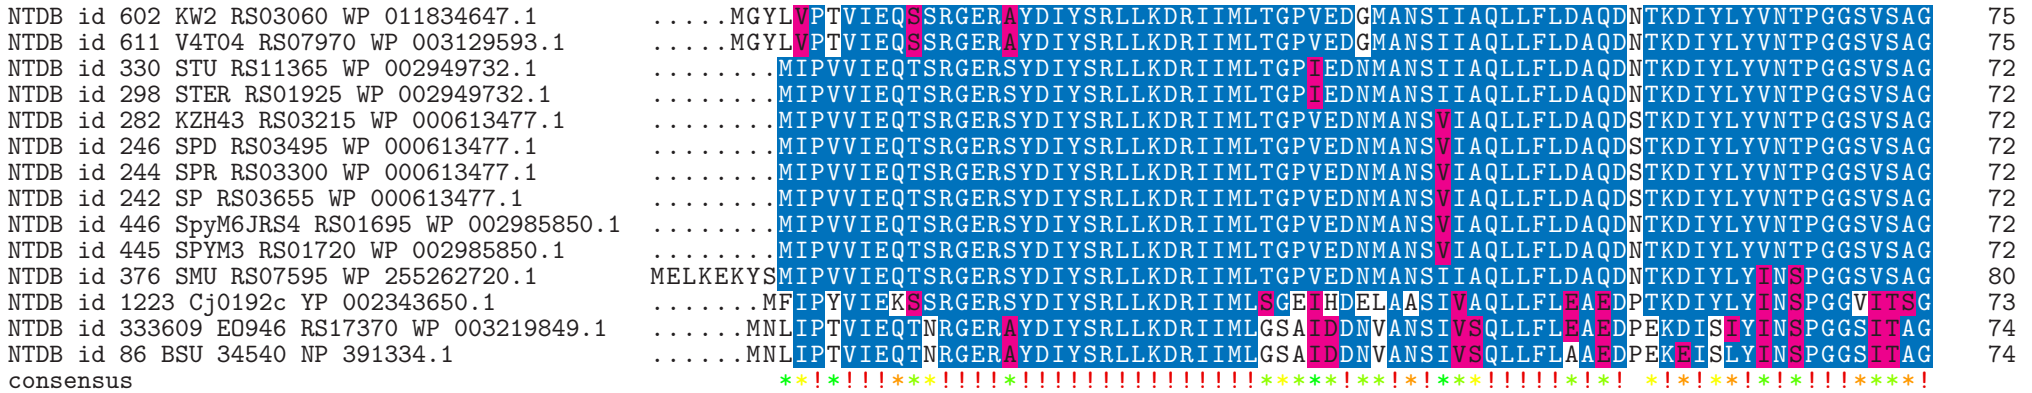 NTDB id 602 KW2 RS03060 WP 011834647.1 .....MGYLVPTVIEQSSRGERAYDIYSRLLKDRIIMLTGPVEDGMANSIIAQLLFLDAQDNTKDIYLYVNTPGGSVSAG 75
NTDB id 611 V4T04 RS07970 WP 003129593.1 .....MGYLVPTVIEQSSRGERAYDIYSRLLKDRIIMLTGPVEDGMANSIIAQLLFLDAQDNTKDIYLYVNTPGGSVSAG 75
NTDB id 330 STU RS11365 WP 002949732.1 ........MIPVVIEQTSRGERSYDIYSRLLKDRIIMLTGPIEDNMANSIIAQLLFLDAQDNTKDIYLYVNTPGGSVSAG 72
NTDB id 298 STER RS01925 WP 002949732.1 ........MIPVVIEQTSRGERSYDIYSRLLKDRIIMLTGPIEDNMANSIIAQLLFLDAQDNTKDIYLYVNTPGGSVSAG 72
NTDB id 282 KZH43 RS03215 WP 000613477.1 ........MIPVVIEQTSRGERSYDIYSRLLKDRIIMLTGPVEDNMANSVIAQLLFLDAQDSTKDIYLYVNTPGGSVSAG 72
NTDB id 246 SPD RS03495 WP 000613477.1 ........MIPVVIEQTSRGERSYDIYSRLLKDRIIMLTGPVEDNMANSVIAQLLFLDAQDSTKDIYLYVNTPGGSVSAG 72
NTDB id 244 SPR RS03300 WP 000613477.1 ........MIPVVIEQTSRGERSYDIYSRLLKDRIIMLTGPVEDNMANSVIAQLLFLDAQDSTKDIYLYVNTPGGSVSAG 72
NTDB id 242 SP RS03655 WP 000613477.1 ........MIPVVIEQTSRGERSYDIYSRLLKDRIIMLTGPVEDNMANSVIAQLLFLDAQDSTKDIYLYVNTPGGSVSAG 72
NTDB id 446 SpyM6JRS4 RS01695 WP 002985850.1 ........MIPVVIEQTSRGERSYDIYSRLLKDRIIMLTGPVEDNMANSVIAQLLFLDAQDNTKDIYLYVNTPGGSVSAG 72
NTDB id 445 SPYM3 RS01720 WP 002985850.1 ........MIPVVIEQTSRGERSYDIYSRLLKDRIIMLTGPVEDNMANSVIAQLLFLDAQDNTKDIYLYVNTPGGSVSAG 72
NTDB id 376 SMU RS07595 WP 255262720.1 MELKEKYSMIPVVIEQTSRGERSYDIYSRLLKDRIIMLTGPVEDNMANSIIAQLLFLDAQDNTKDIYLYINSPGGSVSAG 80
NTDB id 1223 Cj0192c YP 002343650.1 .......MFIPYVIEKSSRGERAYDIYSRLLKDRIIMLSGEIHDELAASIVAQLLFLEAEDPTKDIYLYINSPGGVITSG 73
NTDB id 333609 EO946 RS17370 WP 003219849.1 ......MNLIPTVIEQTNRGERAYDIYSRLLKDRIIMLGSAIDDNVANSIVSQLLFLEAEDPEKDISIYINSPGGSITAG 74
NTDB id 86 BSU 34540 NP 391334.1 ......MNLIPTVIEQTNRGERAYDIYSRLLKDRIIMLGSAIDDNVANSIVSQLLFLAAEDPEKEISLYINSPGGSITAG 74
consensus **!*!!!***!!!!*!!!!!!!!!!!!!!!*****!**!*!***!!!!!*!*! *!*!**!*!*!!!****!